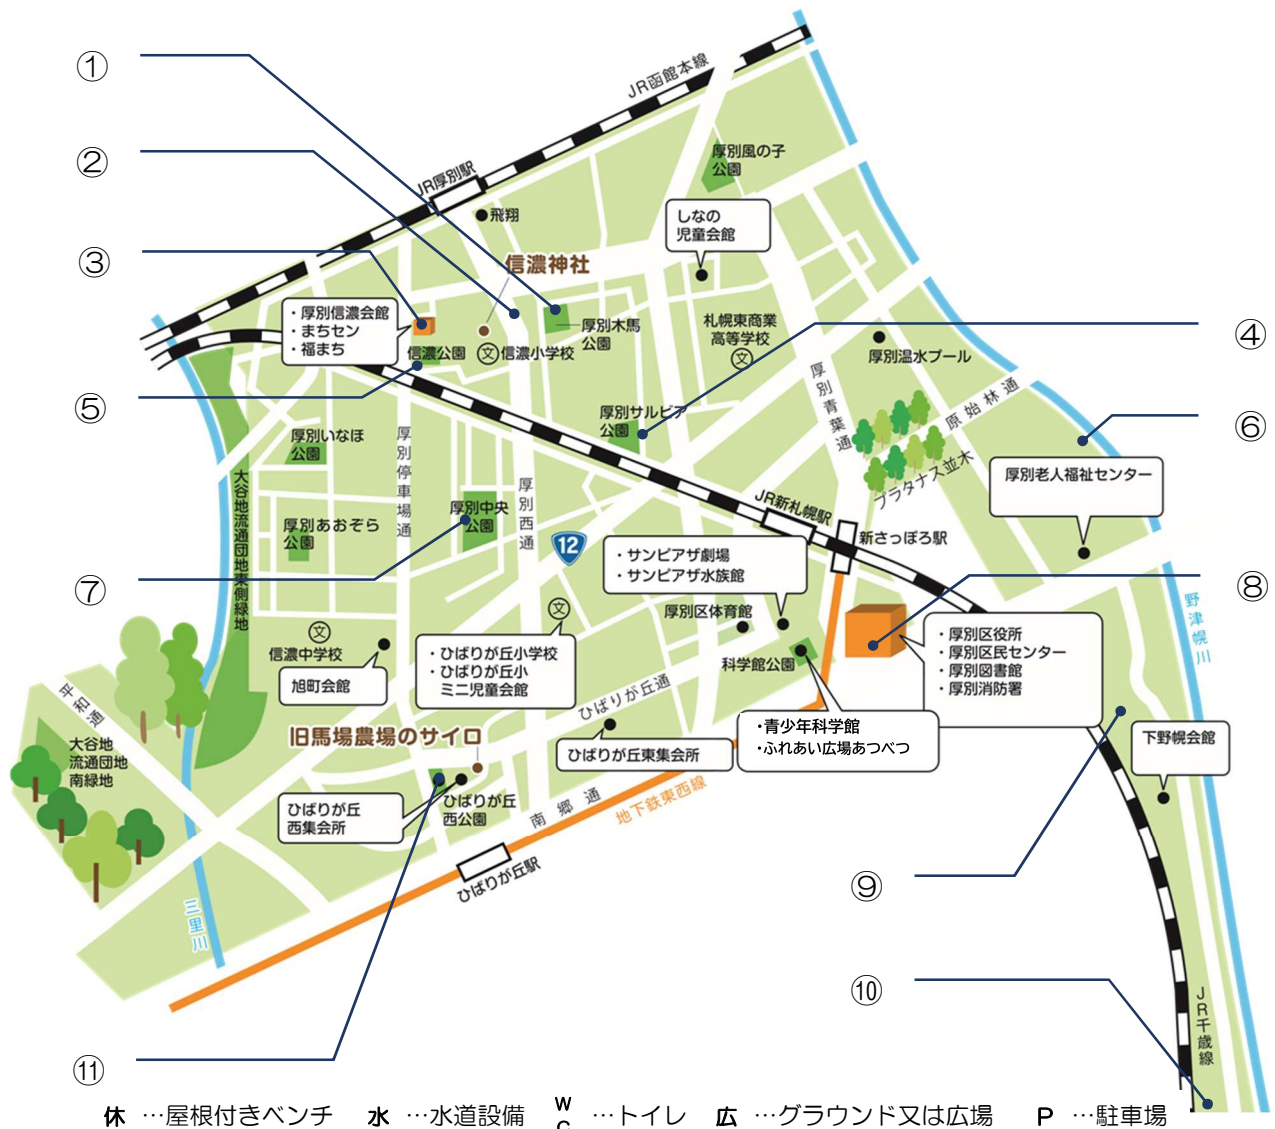 ①
②
③
④
⑤
⑥
⑦
⑧
⑨
⑩
⑪
JR函館本線
JR厚別駅
飛翔
厚別風の子
公園
しなの
児童会館
信濃神社
・厚別信濃会館
・まちセン
・福まち
信濃公園
文 信濃小学校
厚別木馬
公園
札幌東商業
高等学校
文
厚別温水プール
厚別青葉通
原始林通
プラタナス並木
厚別サルビア
公園
厚別いなほ
公園
厚別停車場通
厚別中央
公園
厚別西通
大谷地流通団地東側緑地
厚別あおぞら
公園
12
JR新札幌駅
新さっぽろ駅
厚別老人福祉センター
・サンピアザ劇場
・サンピアザ水族館
厚別区体育館
科学館公園
野津幌川
・厚別区役所
・厚別区民センター
・厚別図書館
・厚別消防署
文
信濃中学校
旭町会館
文
・ひばりが丘小学校
・ひばりが丘小
ミニ児童会館
ひばりが丘通
・青少年科学館
・ふれあい広場あつべつ
下野幌会館
平和通
大谷地
流通団地
南緑地
旧馬場農場のサイロ
ひばりが丘東集会所
ひばりが丘
西集会所
ひばりが丘
西公園
南郷通
地下鉄東西線
ひばりが丘駅
三里川
JR千歳線
休 …屋根付きベンチ 水 …水道設備 WC …トイレ 広 …グラウンド又は広場 P …駐車場